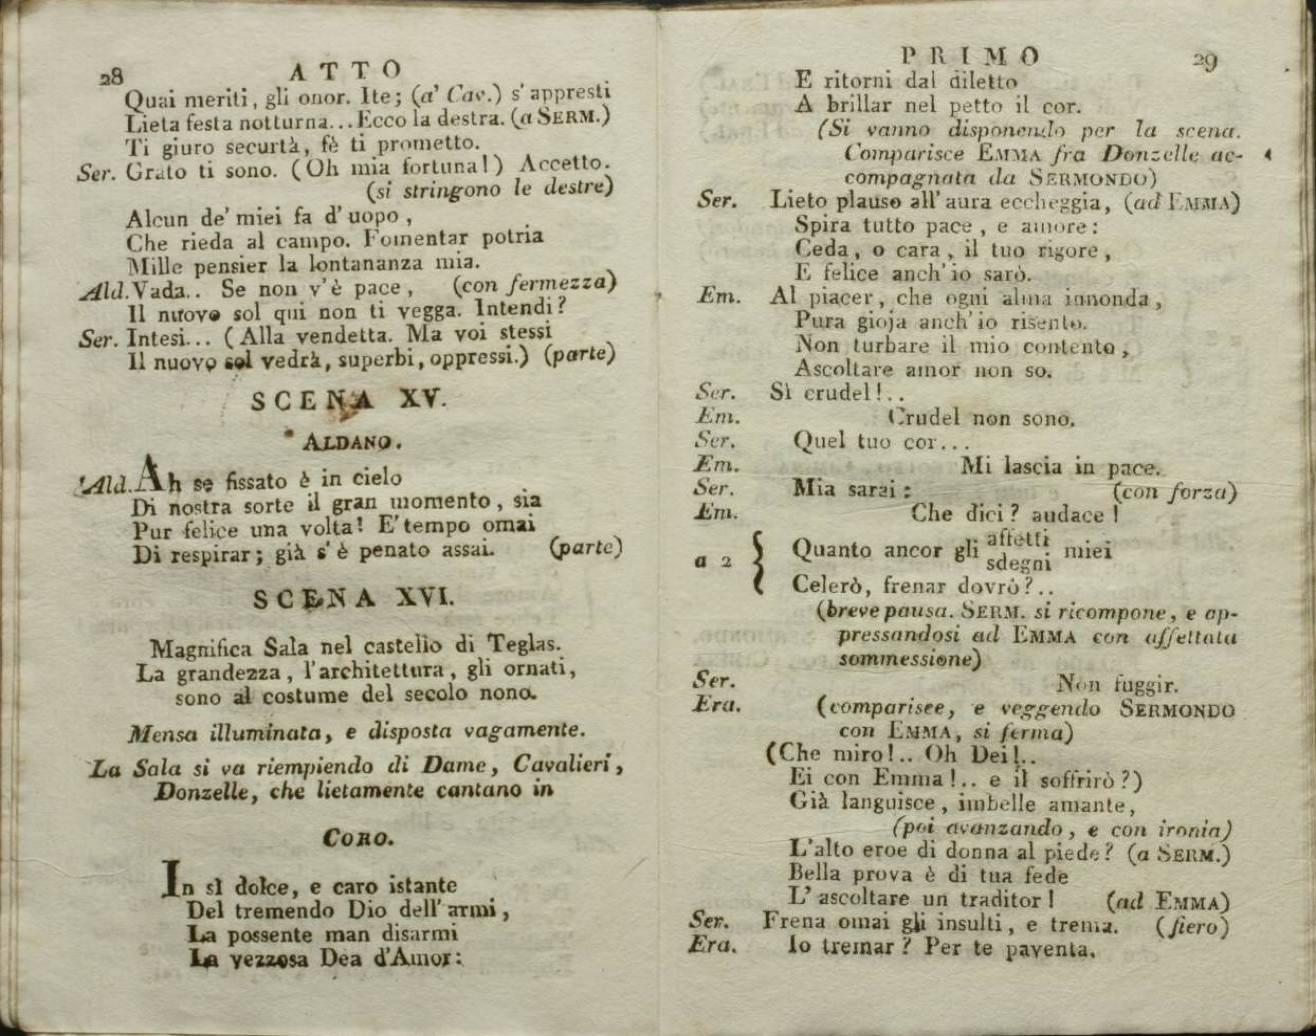 28 ATTO
Quai meriti, gli onor. Ite; (a' Cav.) s'appresti
Lieta festa notturna... Ecco la destra. (a SERM.)
Ti giuro securtà, fè ti prometto.
Ser. Grato ti sono. (Oh mia fortuna!) Accetto.
(si stringono le destre)
Alcun de' miei fa d'uopo,
Che rieda al campo. Fomentar potria
Mille pensier la lontananza mia.
Ald. Vada.. Se non v'è pace, (con fermezza)
Il nuovo sol qui non ti vegga. Intendi?
Ser. Intesi... (Alla vendetta. Ma voi stessi
Il nuovo sol vedrà, superbi, oppressi.) (parte)
SCENA XV.
ALDANO.
Ald. Ah se fissato è in cielo
Di nostra sorte il gran momento, sia
Pur felice una volta! E' tempo omai
Di respirar; già s'è penato assai. (parte)
SCENA XVI.
Magnifica Sala nel castello di Teglas.
La grandezza, l'architettura, gli ornati,
sono al costume del secolo nono.
Mensa illuminata, e disposta vagamente.
La Sala si va riempiendo di Dame, Cavalieri,
Donzelle, che lietamente cantano in
CORO.
In sì dolce, e caro istante
Del tremendo Dio dell'armi,
La possente man disarmi
La vezzosa Dea d'Amor:
PRIMO 29
E ritorni dal diletto
A brillar nel petto il cor.
(Si vanno disponendo per la scena.
Comparisce EMMA fra Donzelle ac-
compagnata da SERMONDO)
Ser. Lieto plauso all'aura eccheggia, (ad EMMA)
Spira tutto pace, e amore:
Ceda, o cara, il tuo rigore,
E felice anch'io sarò.
Em. Al piacer, che ogni alma innonda,
Pura gioja anch'io risento.
Non turbare il mio contento,
Ascoltare amor non so.
Ser. Sì crudel!..
Em. Crudel non sono.
Ser. Quel tuo cor...
Em. Mi lascia in pace.
Ser. Mia sarai: (con forza)
Em. Che dici? audace!
a 2 { Quanto ancor gli affetti miei
sdegni
Celerò, frenar dovrò?..
(breve pausa. SERM. si ricompone, e ap-
pressandosi ad EMMA con affettata
sommessione)
Ser. Non fuggir.
Era. (comparisee, e veggendo SERMONDO
con EMMA, si ferma)
(Che miro!.. Oh Dei!..
Ei con Emma!.. e il soffrirò?)
Già languisce, imbelle amante,
(poi avanzando, e con ironia)
L'alto eroe di donna al piede? (a SERM.)
Bella prova è di tua fede
L'ascoltare un traditor! (ad EMMA)
Ser. Frena omai gli insulti, e trema. (fiero)
Era. Io tremar? Per te paventa.